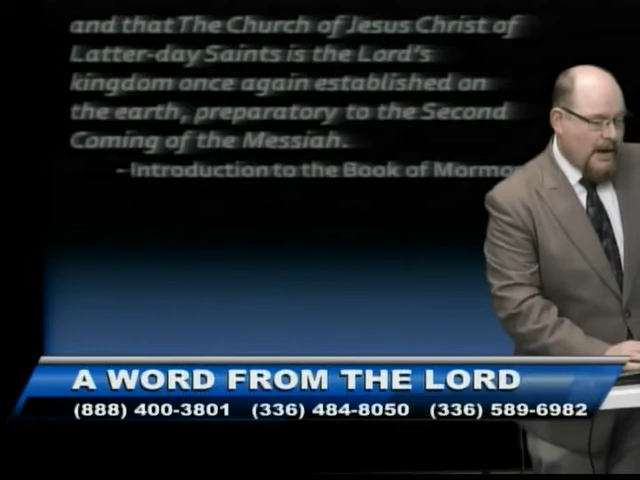 and that The Church of Jesus Christ of
Latter-day Saints is the Lord's
kingdom once again established on
the earth, preparatory to the Second
Coming of the Messiah.
- Introduction to the Book of Mormo
A WORD FROM THE LORD
(888) 400-3801 (336) 484-8050 (336) 589-6982